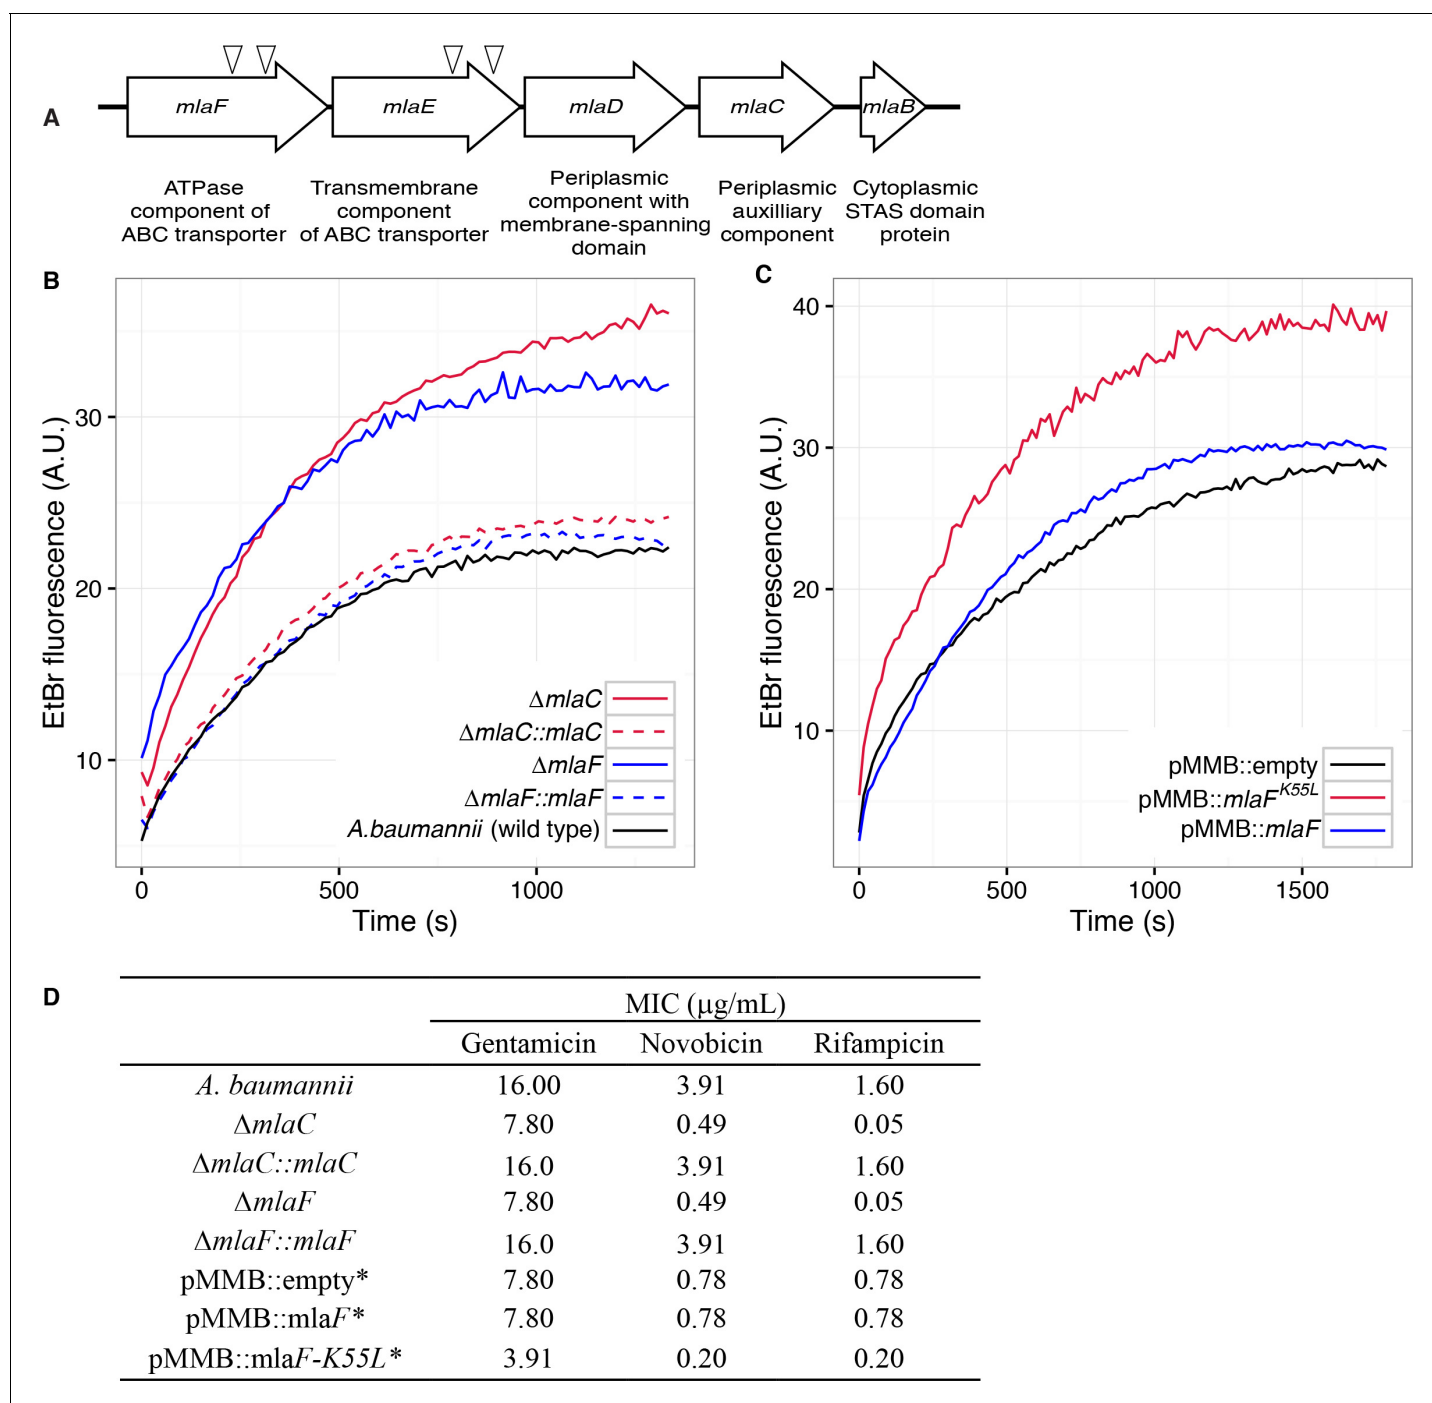 A
mlaF mlaE mlaD mlaC mlaB
ATPase
component of
ABC transporter
Transmembrane
component
of ABC transporter
Periplasmic
component with
membrane-spanning
domain
Periplasmic
auxilliary
component
Cytoplasmic
STAS domain
protein
B
EtBr fluorescence (A.U.)
30
20
10
0 500 1000
Time (s)
ΔmlaC
ΔmlaC::mlaC
ΔmlaF
ΔmlaF::mlaF
A.baumannii (wild type)
C
EtBr fluorescence (A.U.)
40
30
20
10
0 500 1000 1500
Time (s)
pMMB::empty
pMMB::mlaF^K55L
pMMB::mlaF
D
MIC (μg/mL)
Gentamicin Novobicin Rifampicin
A. baumannii 16.00 3.91 1.60
ΔmlaC 7.80 0.49 0.05
ΔmlaC::mlaC 16.0 3.91 1.60
ΔmlaF 7.80 0.49 0.05
ΔmlaF::mlaF 16.0 3.91 1.60
pMMB::empty* 7.80 0.78 0.78
pMMB::mlaF* 7.80 0.78 0.78
pMMB::mlaF-K55L* 3.91 0.20 0.20